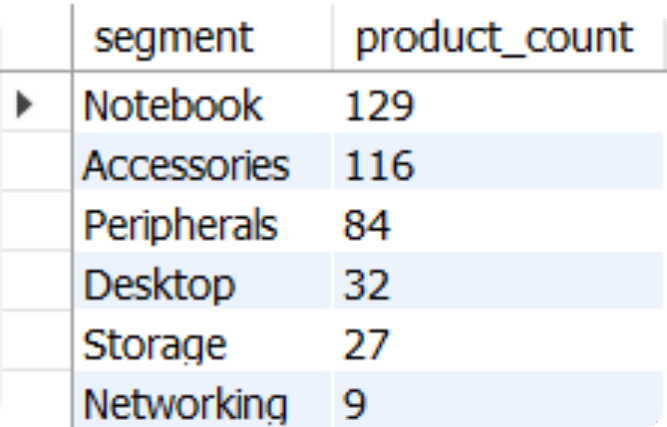 segment product_count
Notebook 129
Accessories 116
Peripherals 84
Desktop 32
Storage 27
Networking 9